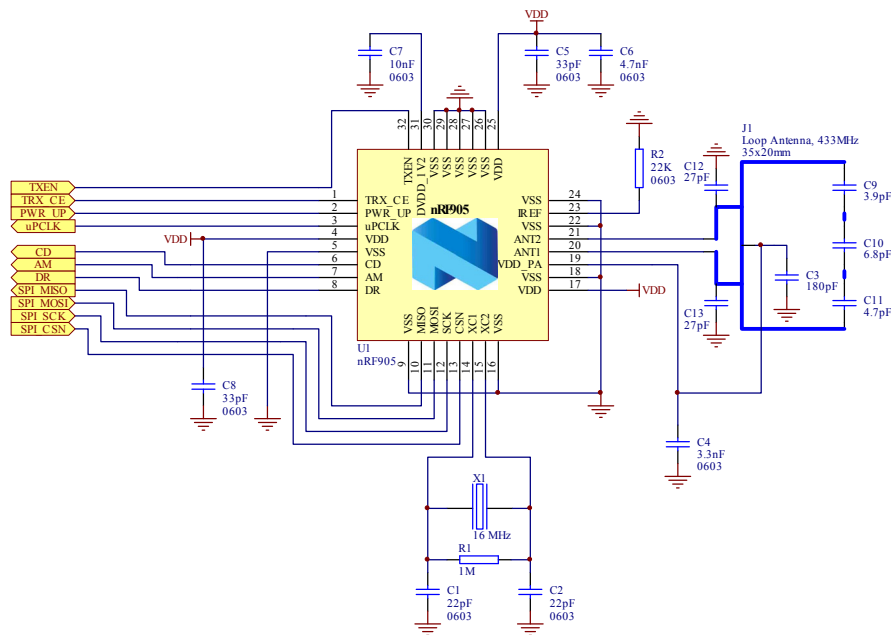 VDD
C7
10nF
0603
C5
33pF
0603
C6
4.7nF
0603
32
31
30
29
28
27
26
25
TXEN
DVDD_1V2
VSS
VSS
VSS
VSS
VSS
VDD
R2
22K
0603
J1
Loop Antenna, 433MHz
35x20mm
C12
27pF
C9
3.9pF
C10
6.8pF
C11
4.7pF
C3
180pF
C13
27pF
TXEN
TRX_CE
PWR_UP
uPCLK
CD
AM
DR
SPI_MISO
SPI_MOSI
SPI_SCK
SPI_CSN
VDD
1
2
3
4
5
6
7
8
TRX_CE
PWR_UP
uPCLK
VDD
VSS
CD
AM
DR
nRF905
VSS
IREF
VSS
ANT2
ANT1
VDD_PA
VSS
VDD
24
23
22
21
20
19
18
17
VDD
VSS
MISO
MOSI
SCK
CSN
XC1
XC2
VSS
U1
nRF905
9
10
11
12
13
14
15
16
C8
33pF
0603
C4
3.3nF
0603
X1
16 MHz
R1
1M
C1
22pF
0603
C2
22pF
0603